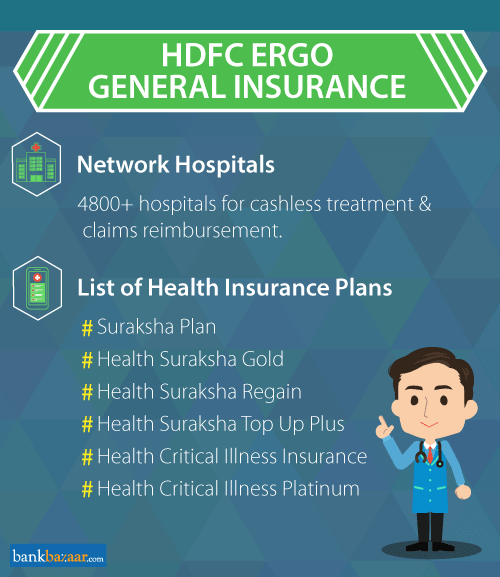 HDFC ERGO
GENERAL INSURANCE
Network Hospitals
4800+ hospitals for cashless treatment &
claims reimbursement.
List of Health Insurance Plans
# Suraksha Plan
# Health Suraksha Gold
# Health Suraksha Regain
# Health Suraksha Top Up Plus
# Health Critical Illness Insurance
# Health Critical Illness Platinum
bankbazaar.com